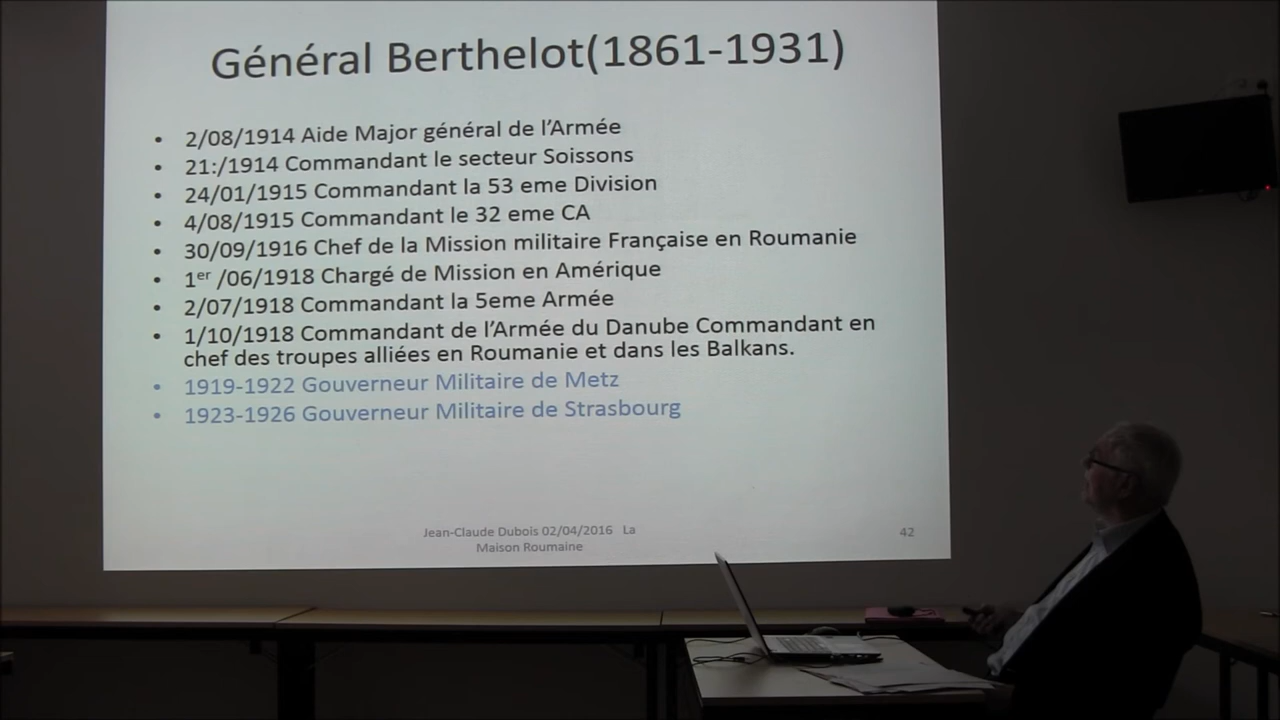 Général Berthelot(1861-1931)
• 2/08/1914 Aide Major général de l'Armée
• 21:/1914 Commandant le secteur Soissons
• 24/01/1915 Commandant la 53 eme Division
• 4/08/1915 Commandant le 32 eme CA
• 30/09/1916 Chef de la Mission militaire Française en Roumanie
• 1er /06/1918 Chargé de Mission en Amérique
• 2/07/1918 Commandant la 5eme Armée
• 1/10/1918 Commandant de l'Armée du Danube Commandant en
chef des troupes alliées en Roumanie et dans les Balkans.
• 1919-1922 Gouverneur Militaire de Metz
• 1923-1926 Gouverneur Militaire de Strasbourg
Jean-Claude Dubois 02/04/2016 La
Maison Roumaine
42